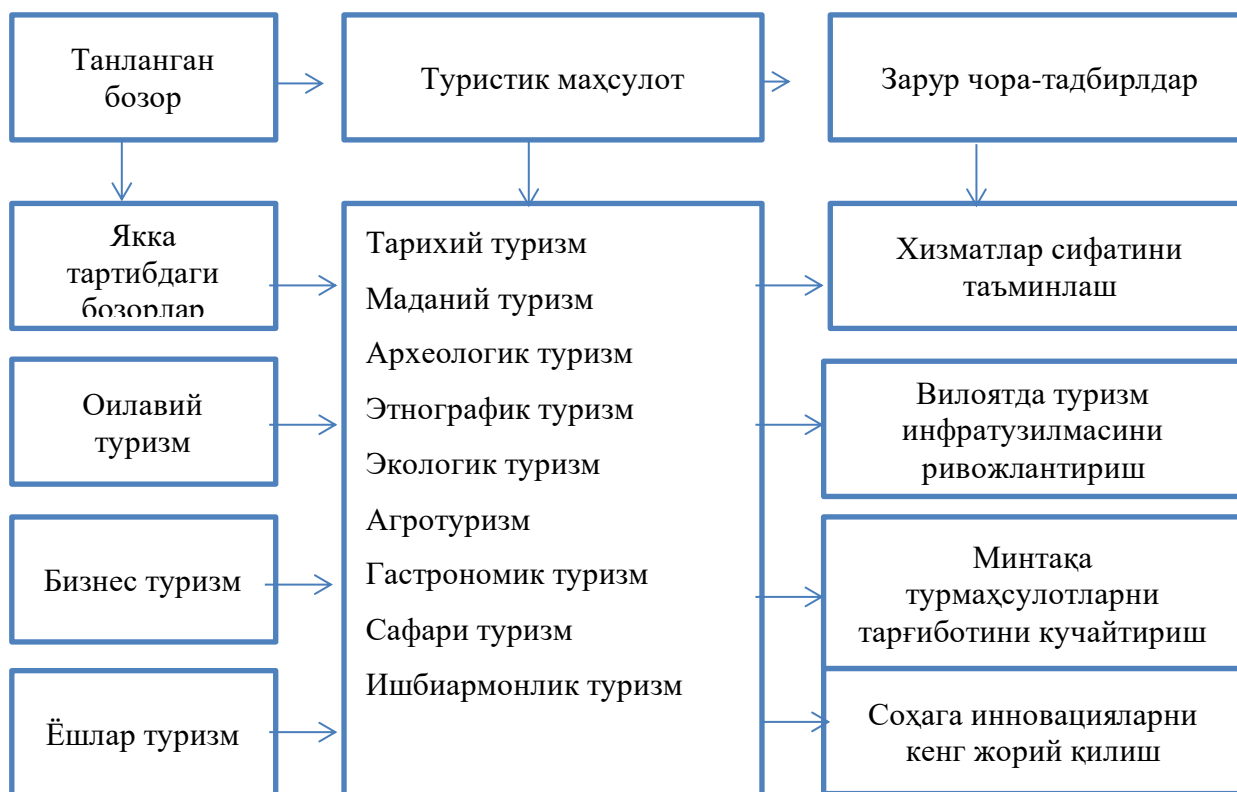 Танланган
бозор
Туристик маҳсулот
Зарур чора-тадбирлдар
Якка
тартибдаги
бозорлар
Тарихий туризм
Маданий туризм
Археологик туризм
Этнографик туризм
Экологик туризм
Агротуризм
Гастрономик туризм
Сафари туризм
Ишбиармонлик туризм
Хизматлар сифатини
таъминлаш
Оилавий
туризм
Вилоятда туризм
инфратузилмасини
ривожлантириш
Бизнес туризм
Минтақа
турмаҳсулотларни
тарғиботини кучайтириш
Ёшлар туризм
Соҳага инновацияларни
кенг жорий қилиш